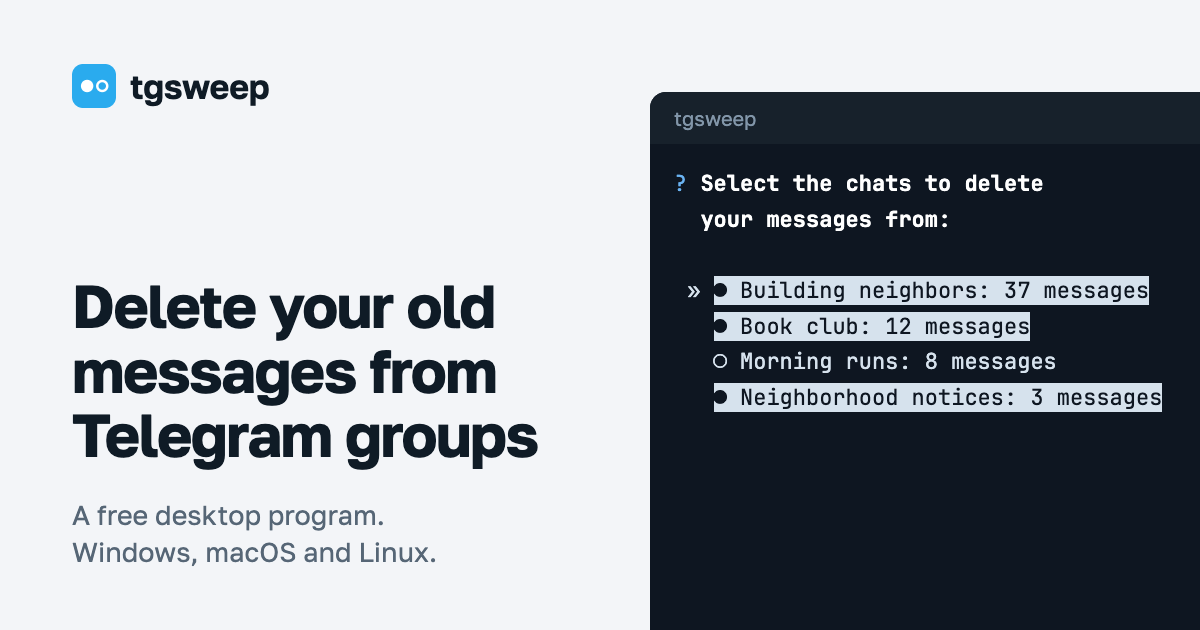 tgsweep
Delete your old
messages from
Telegram groups
A free desktop program.
Windows, macOS and Linux.
tgsweep
? Select the chats to delete
your messages from:
» ● Building neighbors: 37 messages
● Book club: 12 messages
○ Morning runs: 8 messages
● Neighborhood notices: 3 messages